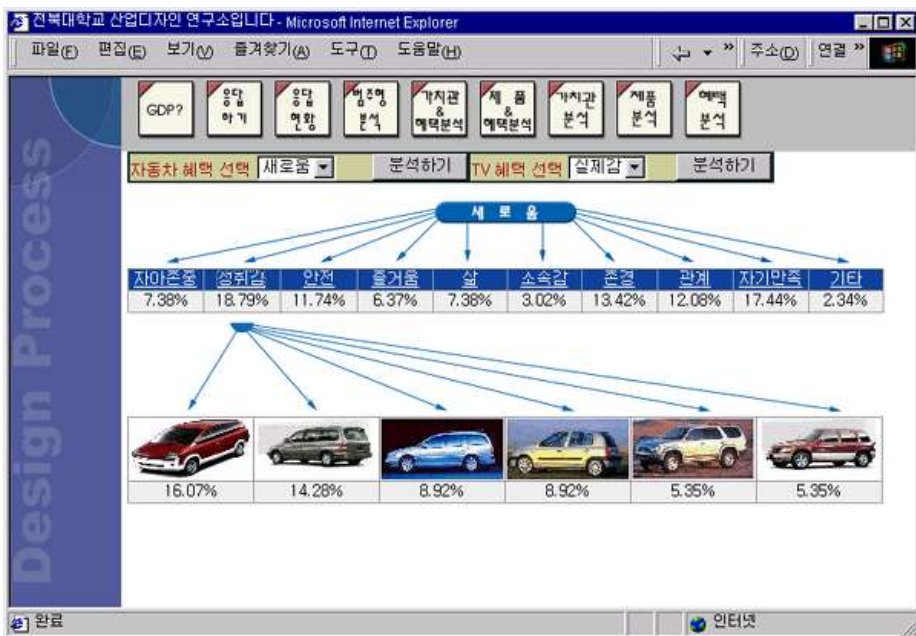 전북대학교 산업디자인 연구소입니다 - Microsoft Internet Explorer
파일(F) 편집(E) 보기(V) 즐겨찾기(A) 도구(T) 도움말(H) » 주소(D) 연결 »
GDP? 응답 하기 응답 현황 범주형 분석 가치관 & 혜택분석 제 품 & 혜택분석 가치관 분석 제품 분석 혜택 분석
자동차 혜택 선택 새로움 분석하기 TV 혜택 선택 실제감 분석하기
새 로 움
자아존중 성취감 안전 즐거움 삶 소속감 존경 관계 자기만족 기타
7.38% 18.79% 11.74% 6.37% 7.38% 3.02% 13.42% 12.08% 17.44% 2.34%
16.07% 14.28% 8.92% 8.92% 5.35% 5.35%
Design Process
완료 인터넷